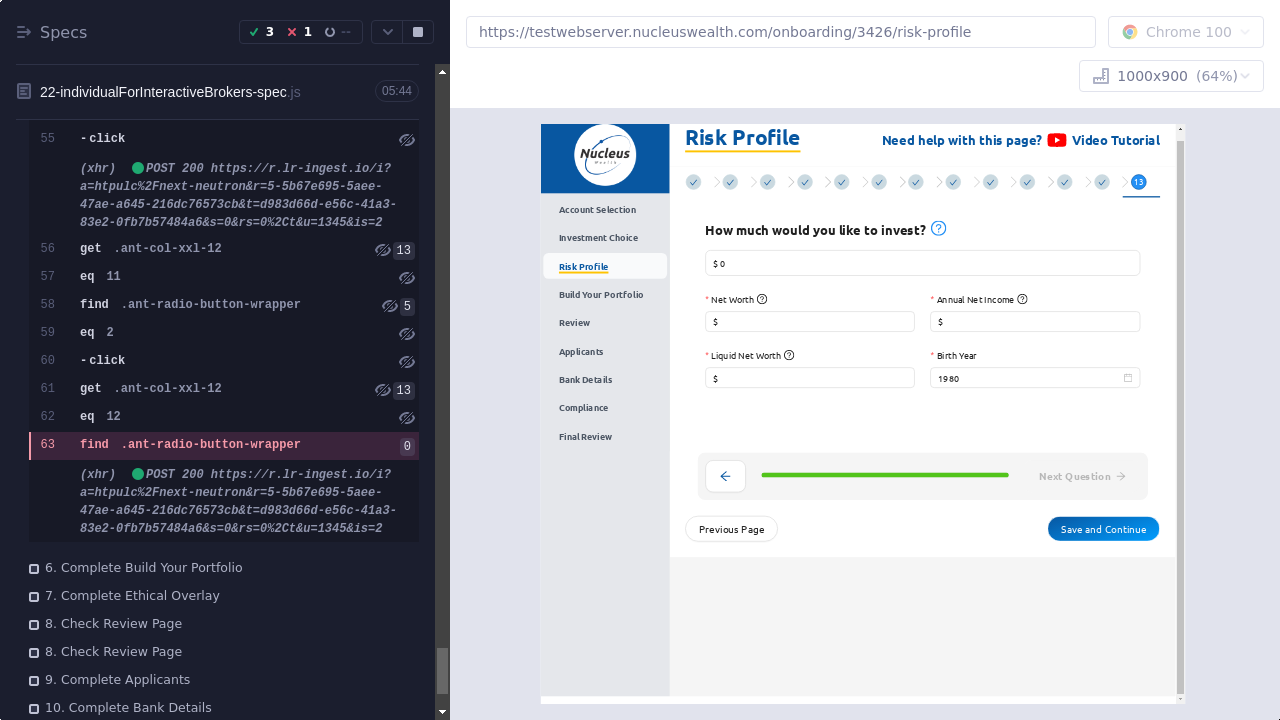 Specs
3
1
--
22-individualForInteractiveBrokers-spec.js
05:44
55 -click
(xhr) POST 200 https://r.lr-ingest.io/i?
a=htpulc%2Fnext-neutron&r=5-5b67e695-5aee-
47ae-a645-216dc76573cb&t=d983d66d-e56c-41a3-
83e2-0fb7b57484a6&s=0&rs=0%2Ct&u=1345&is=2
56 get .ant-col-xxl-12 13
57 eq 11
58 find .ant-radio-button-wrapper 5
59 eq 2
60 -click
61 get .ant-col-xxl-12 13
62 eq 12
63 find .ant-radio-button-wrapper 0
(xhr) POST 200 https://r.lr-ingest.io/i?
a=htpulc%2Fnext-neutron&r=5-5b67e695-5aee-
47ae-a645-216dc76573cb&t=d983d66d-e56c-41a3-
83e2-0fb7b57484a6&s=0&rs=0%2Ct&u=1345&is=2
6. Complete Build Your Portfolio
7. Complete Ethical Overlay
8. Check Review Page
8. Check Review Page
9. Complete Applicants
10. Complete Bank Details
https://testwebserver.nucleuswealth.com/onboarding/3426/risk-profile
Chrome 100
1000x900 (64%)
Nucleus
Wealth
Account Selection
Investment Choice
Risk Profile
Build Your Portfolio
Review
Applicants
Bank Details
Compliance
Final Review
Risk Profile
Need help with this page? Video Tutorial
13
How much would you like to invest?
$ 0
* Net Worth
* Annual Net Income
$
$
* Liquid Net Worth
* Birth Year
$
1980
Next Question
Previous Page
Save and Continue